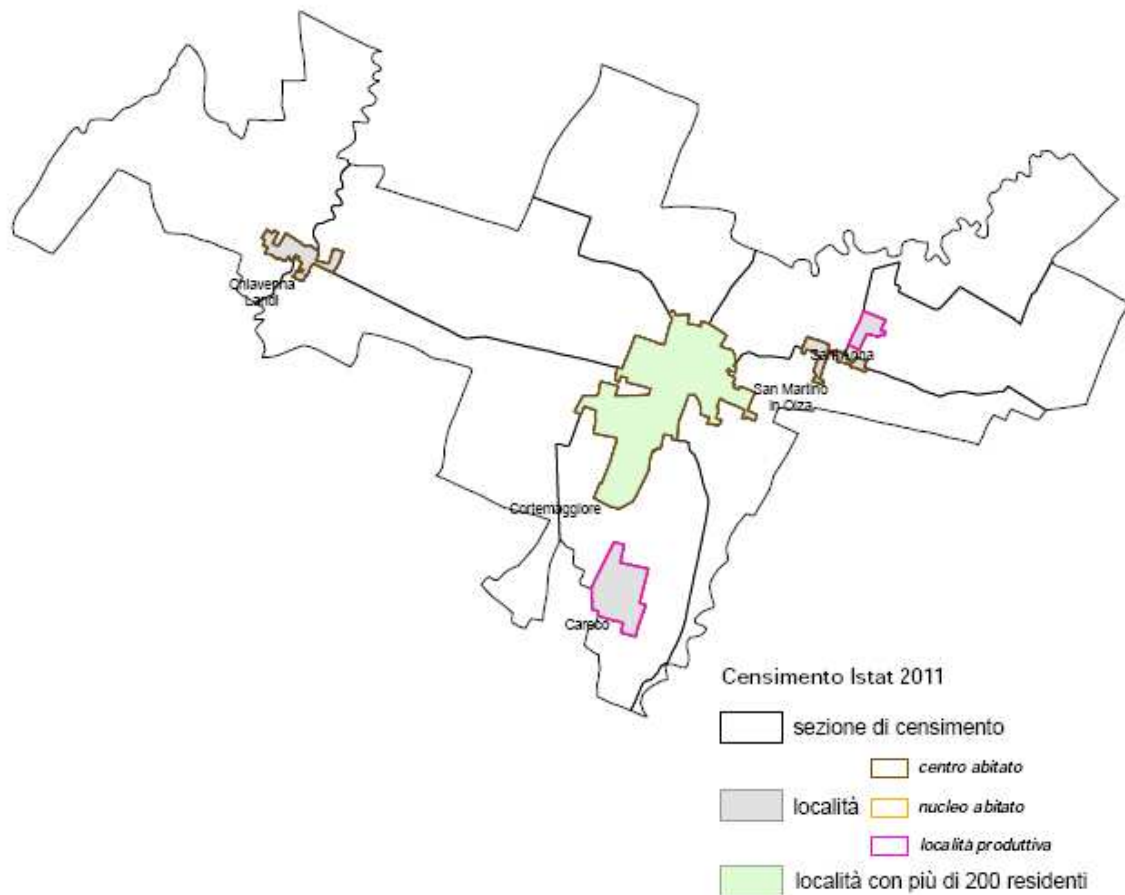 Chiavenna
Landi
Sant'Anna
San Martino
in Olza
Cortemaggiore
Careco
Censimento Istat 2011
sezione di censimento
centro abitato
località
nucleo abitato
località produttiva
località con più di 200 residenti